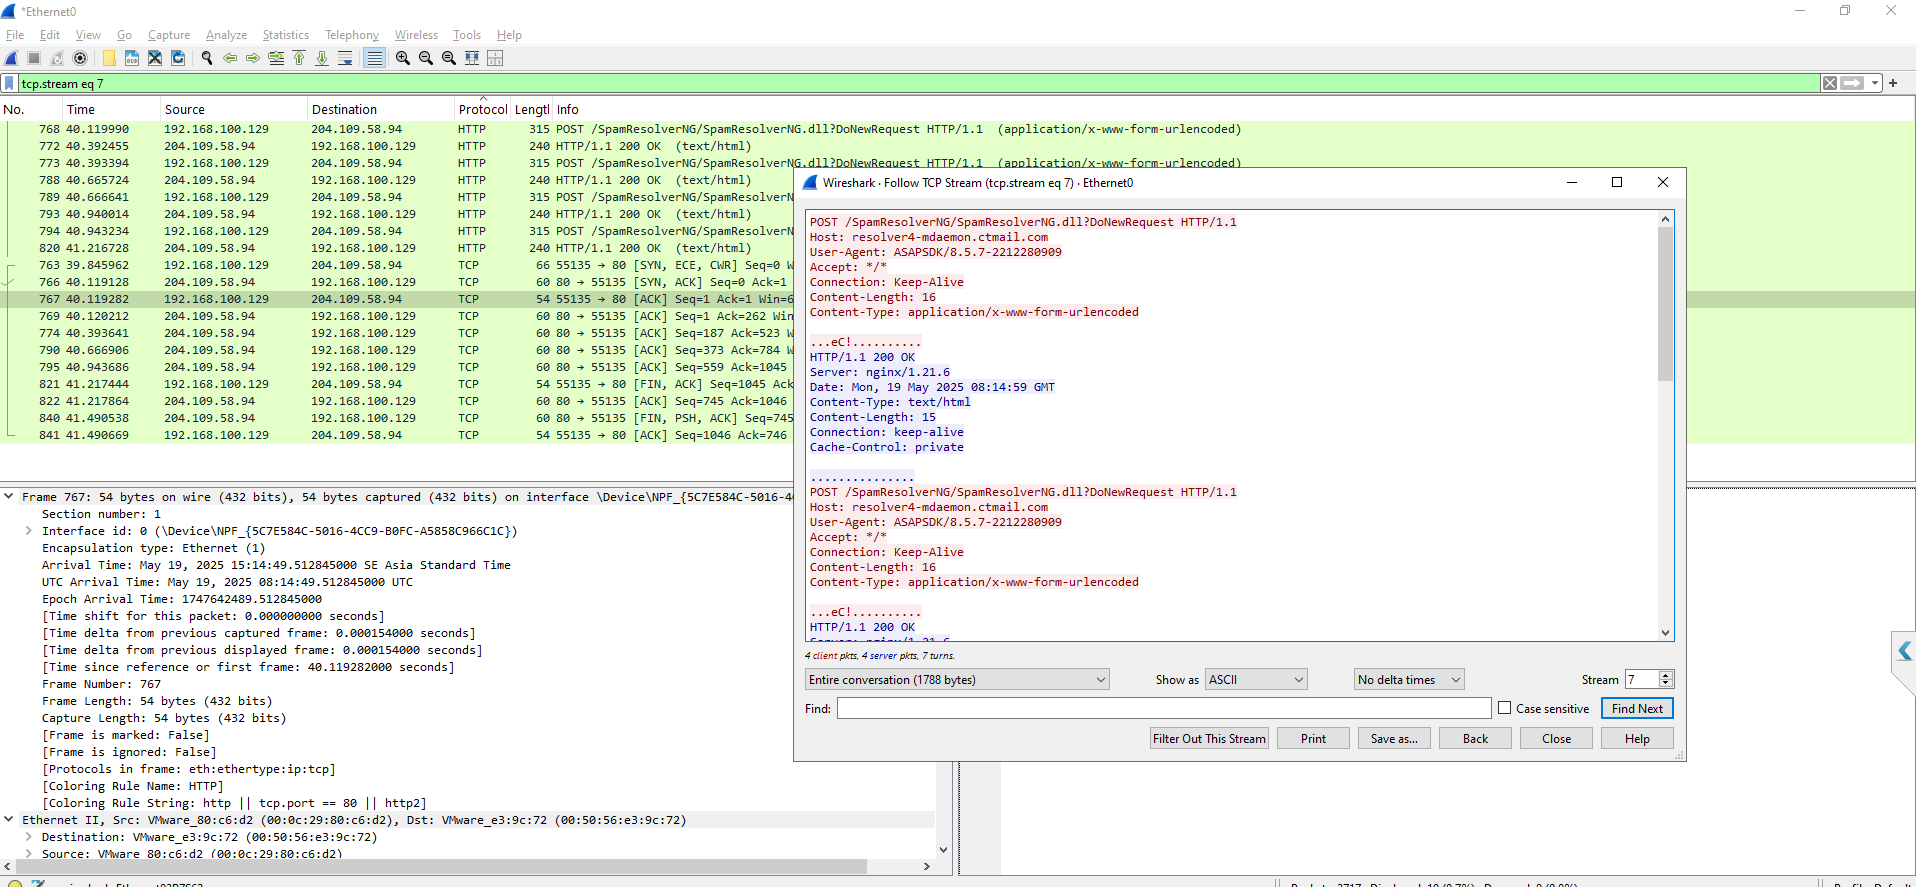 *Ethernet0
File Edit View Go Capture Analyze Statistics Telephony Wireless Tools Help
tcp.stream eq 7
No. Time Source Destination Protocol Lengtl Info
768 40.119990 192.168.100.129 204.109.58.94 HTTP 315 POST /SpamResolverNG/SpamResolverNG.dll?DoNewRequest HTTP/1.1 (application/x-www-form-urlencoded)
772 40.392455 204.109.58.94 192.168.100.129 HTTP 240 HTTP/1.1 200 OK (text/html)
773 40.393394 192.168.100.129 204.109.58.94 HTTP 315 POST /SpamResolverNG/SpamResolverNG.dll?DoNewRequest HTTP/1.1 (application/x-www-form-urlencoded)
788 40.665724 204.109.58.94 192.168.100.129 HTTP 240 HTTP/1.1 200 OK (text/html)
789 40.666641 192.168.100.129 204.109.58.94 HTTP 315 POST /SpamResolverNG/SpamResolverN
793 40.940014 204.109.58.94 192.168.100.129 HTTP 240 HTTP/1.1 200 OK (text/html)
794 40.943234 192.168.100.129 204.109.58.94 HTTP 315 POST /SpamResolverNG/SpamResolverN
820 41.216728 204.109.58.94 192.168.100.129 HTTP 240 HTTP/1.1 200 OK (text/html)
763 39.845962 192.168.100.129 204.109.58.94 TCP 66 55135 → 80 [SYN, ECE, CWR] Seq=0 W
766 40.119128 204.109.58.94 192.168.100.129 TCP 60 80 → 55135 [SYN, ACK] Seq=0 Ack=1
767 40.119282 192.168.100.129 204.109.58.94 TCP 54 55135 → 80 [ACK] Seq=1 Ack=1 Win=6
769 40.120212 204.109.58.94 192.168.100.129 TCP 60 80 → 55135 [ACK] Seq=1 Ack=262 Win
774 40.393641 204.109.58.94 192.168.100.129 TCP 60 80 → 55135 [ACK] Seq=187 Ack=523 W
790 40.666906 204.109.58.94 192.168.100.129 TCP 60 80 → 55135 [ACK] Seq=373 Ack=784 W
795 40.943686 204.109.58.94 192.168.100.129 TCP 60 80 → 55135 [ACK] Seq=559 Ack=1045
821 41.217444 192.168.100.129 204.109.58.94 TCP 54 55135 → 80 [FIN, ACK] Seq=1045 Ack
822 41.217864 204.109.58.94 192.168.100.129 TCP 60 80 → 55135 [ACK] Seq=745 Ack=1046
840 41.490538 204.109.58.94 192.168.100.129 TCP 60 80 → 55135 [FIN, PSH, ACK] Seq=745
841 41.490669 192.168.100.129 204.109.58.94 TCP 54 55135 → 80 [ACK] Seq=1046 Ack=746
Wireshark · Follow TCP Stream (tcp.stream eq 7) · Ethernet0
POST /SpamResolverNG/SpamResolverNG.dll?DoNewRequest HTTP/1.1
Host: resolver4-mdaemon.ctmail.com
User-Agent: ASAPSDK/8.5.7-2212280909
Accept: */*
Connection: Keep-Alive
Content-Length: 16
Content-Type: application/x-www-form-urlencoded
...eC!..........
HTTP/1.1 200 OK
Server: nginx/1.21.6
Date: Mon, 19 May 2025 08:14:59 GMT
Content-Type: text/html
Content-Length: 15
Connection: keep-alive
Cache-Control: private
...............
POST /SpamResolverNG/SpamResolverNG.dll?DoNewRequest HTTP/1.1
Host: resolver4-mdaemon.ctmail.com
User-Agent: ASAPSDK/8.5.7-2212280909
Accept: */*
Connection: Keep-Alive
Content-Length: 16
Content-Type: application/x-www-form-urlencoded
...eC!..........
HTTP/1.1 200 OK
Server: nginx/1.21.6
4 client pkts, 4 server pkts, 7 turns.
Entire conversation (1788 bytes) Show as ASCII No delta times Stream 7
Find: Case sensitive Find Next
Filter Out This Stream Print Save as... Back Close Help
Frame 767: 54 bytes on wire (432 bits), 54 bytes captured (432 bits) on interface \Device\NPF_{5C7E584C-5016-4C
Section number: 1
Interface id: 0 (\Device\NPF_{5C7E584C-5016-4CC9-B0FC-A5858C966C1C})
Encapsulation type: Ethernet (1)
Arrival Time: May 19, 2025 15:14:49.512845000 SE Asia Standard Time
UTC Arrival Time: May 19, 2025 08:14:49.512845000 UTC
Epoch Arrival Time: 1747642489.512845000
[Time shift for this packet: 0.000000000 seconds]
[Time delta from previous captured frame: 0.000154000 seconds]
[Time delta from previous displayed frame: 0.000154000 seconds]
[Time since reference or first frame: 40.119282000 seconds]
Frame Number: 767
Frame Length: 54 bytes (432 bits)
Capture Length: 54 bytes (432 bits)
[Frame is marked: False]
[Frame is ignored: False]
[Protocols in frame: eth:ethertype:ip:tcp]
[Coloring Rule Name: HTTP]
[Coloring Rule String: http || tcp.port == 80 || http2]
Ethernet II, Src: VMware_80:c6:d2 (00:0c:29:80:c6:d2), Dst: VMware_e3:9c:72 (00:50:56:e3:9c:72)
Destination: VMware_e3:9c:72 (00:50:56:e3:9c:72)
Source: VMware_80:c6:d2 (00:0c:29:80:c6:d2)